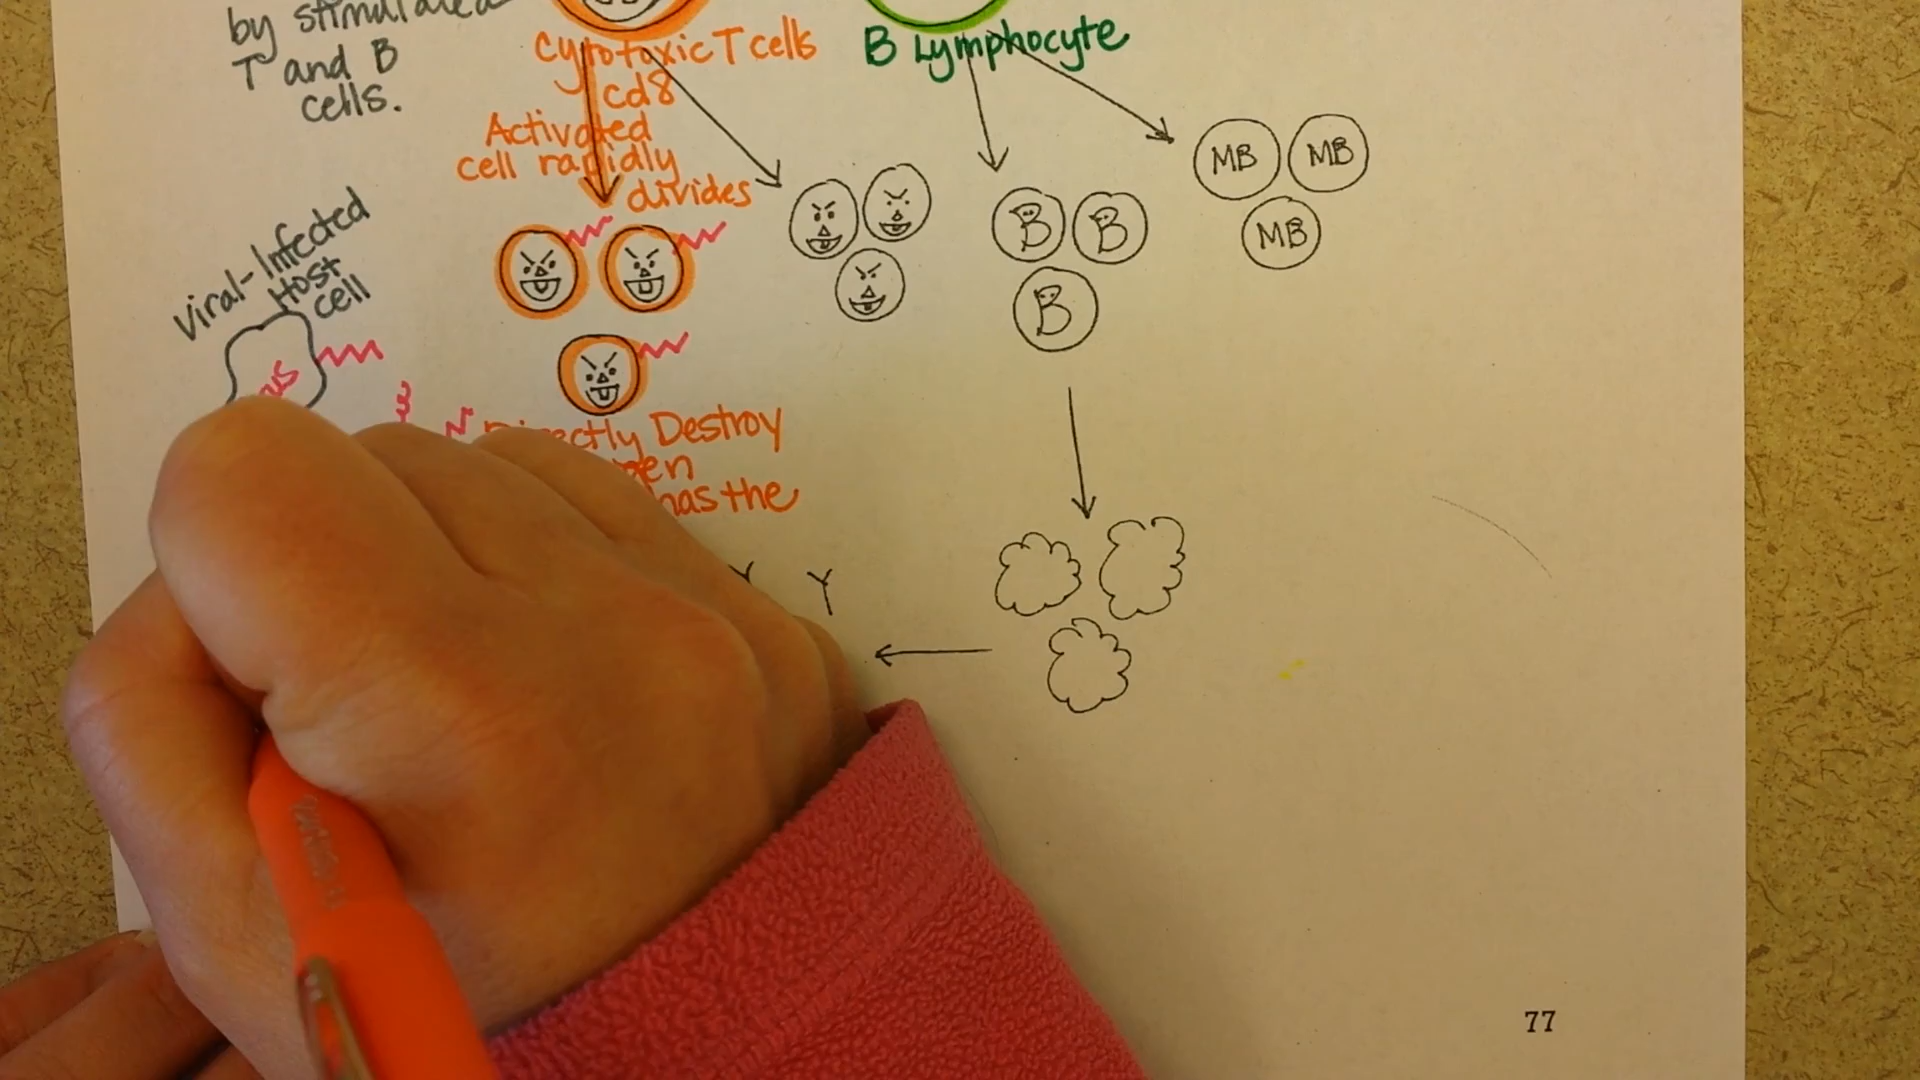 by stimulated
T and B
cells.
Cytotoxic T cells
cd8
Activated
cell rapidly
divides
B Lymphocyte
MB MB
MB
B B
B
Viral-Infected
Host
cell
Directly Destroy
has the
Y
77